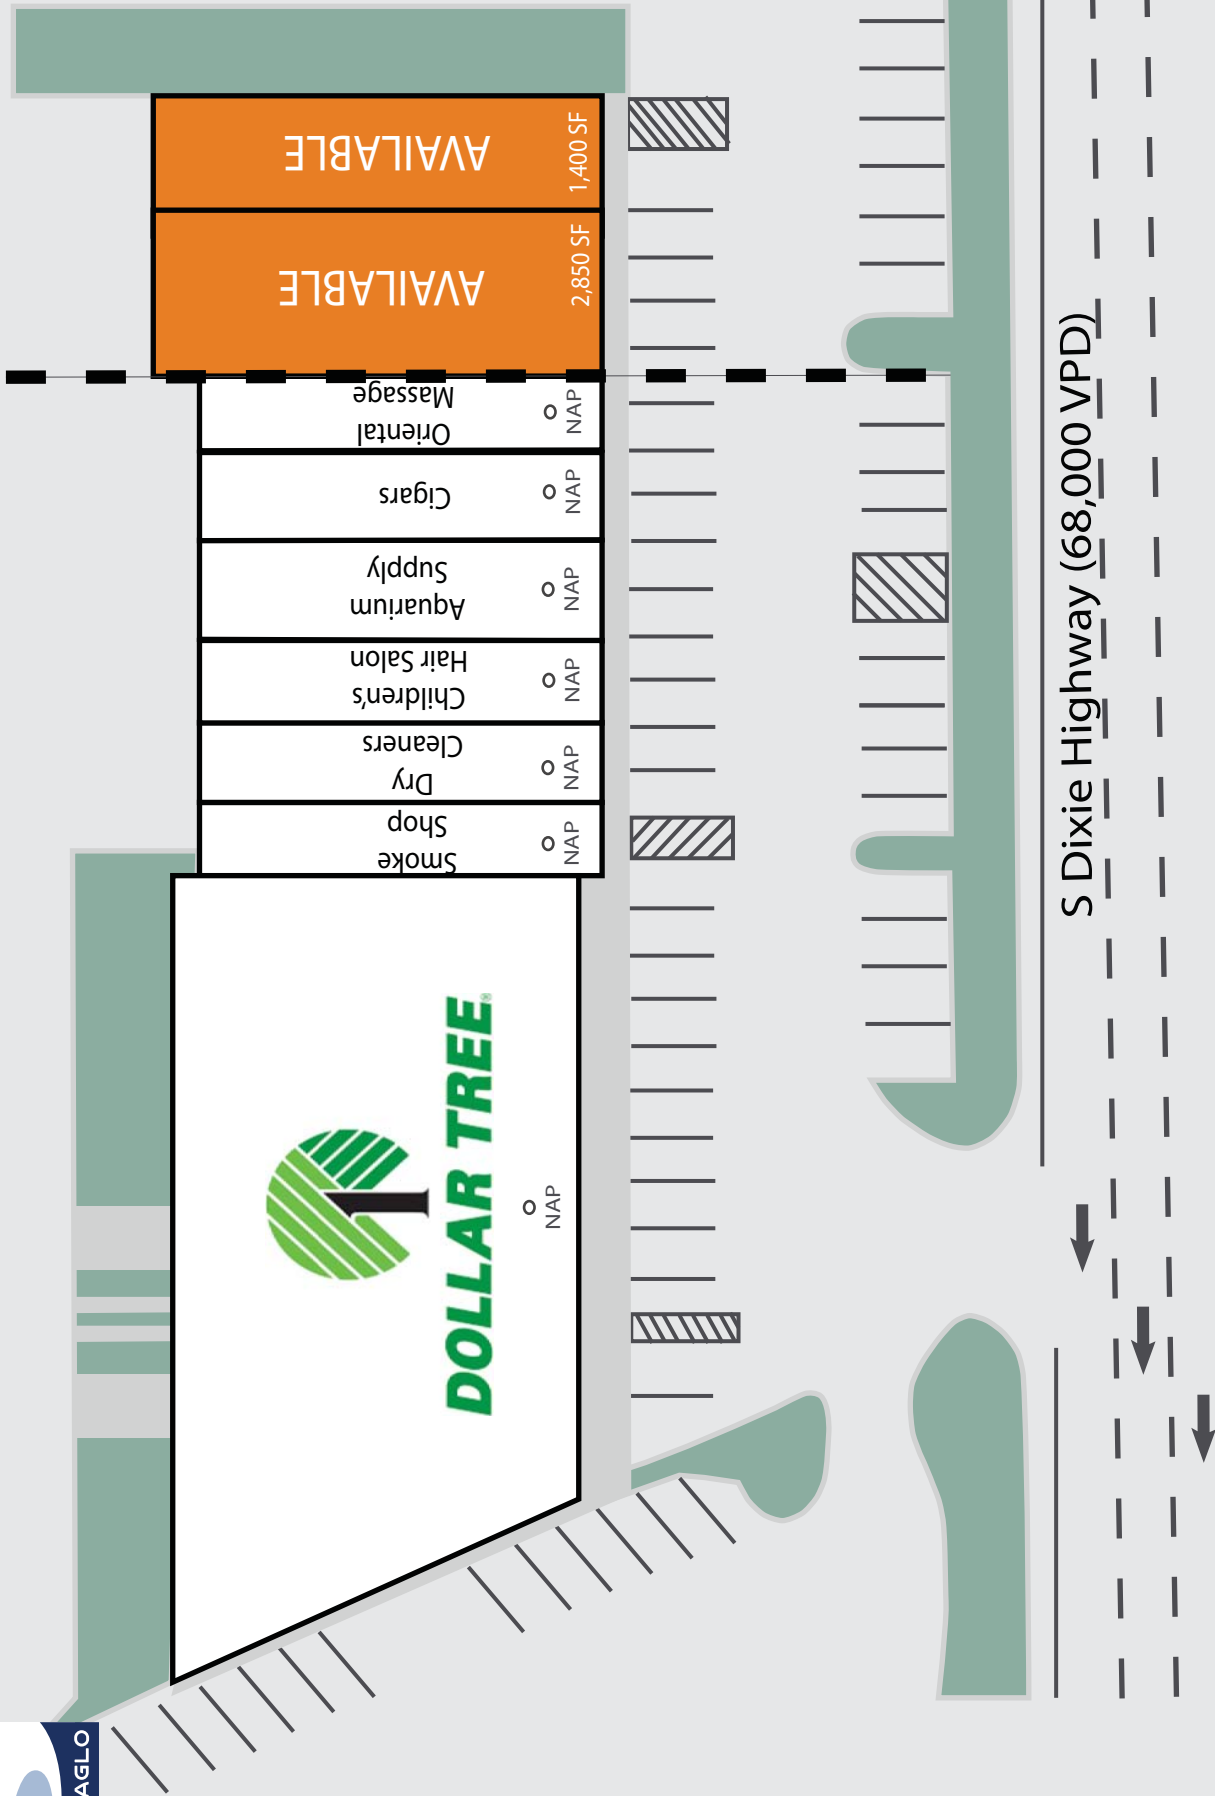 AVAILABLE
1,400 SF
AVAILABLE
2,850 SF
Oriental
Massage
NAP
Cigars
NAP
Aquarium
Supply
NAP
Children's
Hair Salon
NAP
Dry
Cleaners
NAP
Smoke
Shop
NAP
1
DOLLAR TREE®
NAP
S Dixie Highway (68,000 VPD)
AGLO